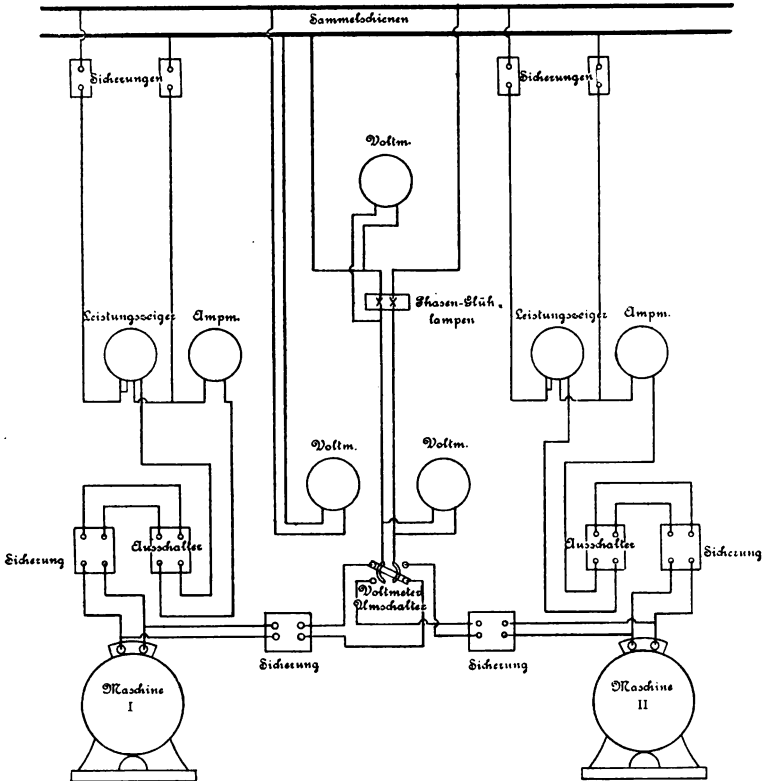 Sammelschienen
Sicherungen
Sicherungen
Voltm.
Phasen-Glüh-
lampen
Leistungszeiger
Ampm.
Leistungszeiger
Ampm.
Voltm.
Voltm.
Sicherung
Ausschalter
Ausschalter
Sicherung
Voltmeter
Umschalter
Sicherung
Sicherung
Maschine
I
Maschine
II